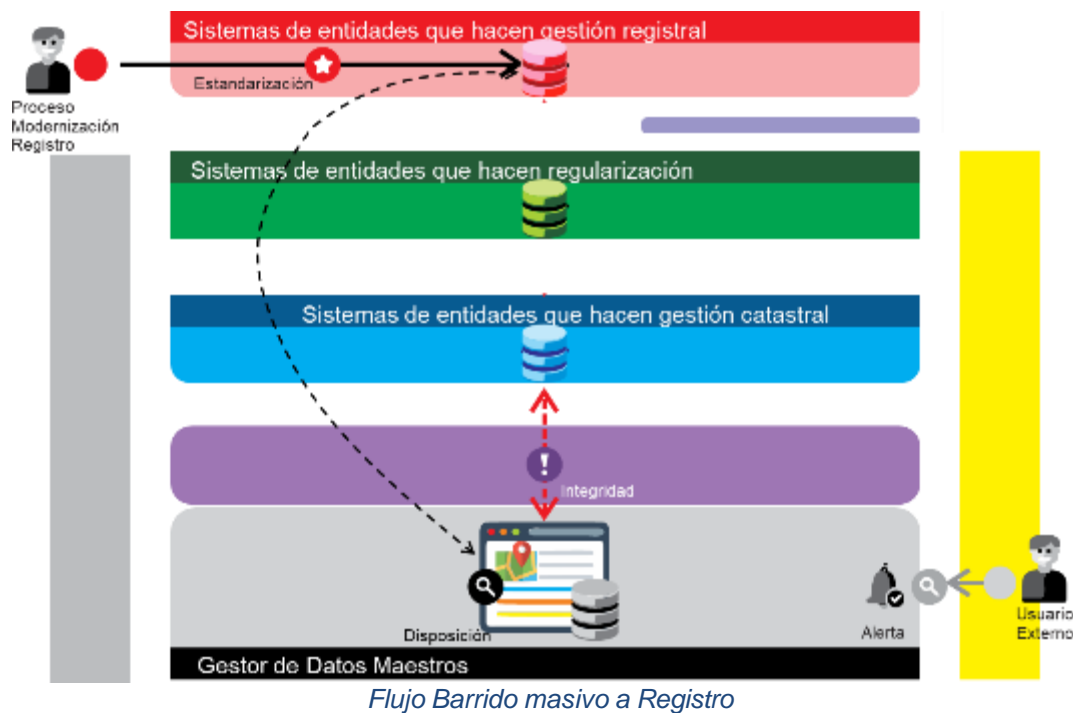 Sistemas de entidades que hacen gestión registral
Estandarización
Proceso
Modernización
Registro
Sistemas de entidades que hacen regularización
Sistemas de entidades que hacen gestión catastral
Integridad
Disposición
Alerta
Usuario
Externo
Gestor de Datos Maestros
Flujo Barrido masivo a Registro